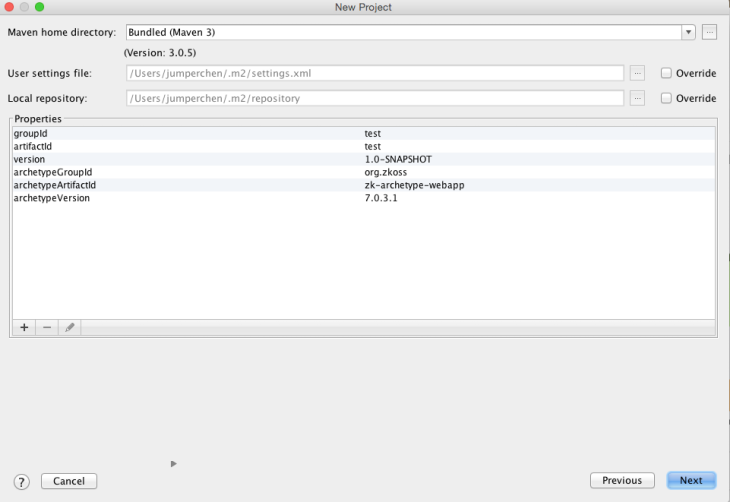 New Project
Maven home directory: Bundled (Maven 3) ...
(Version: 3.0.5)
User settings file: /Users/jumperchen/.m2/settings.xml ... Override
Local repository: /Users/jumperchen/.m2/repository ... Override
Properties
groupId test
artifactId test
version 1.0-SNAPSHOT
archetypeGroupId org.zkoss
archetypeArtifactId zk-archetype-webapp
archetypeVersion 7.0.3.1
? Cancel Previous Next